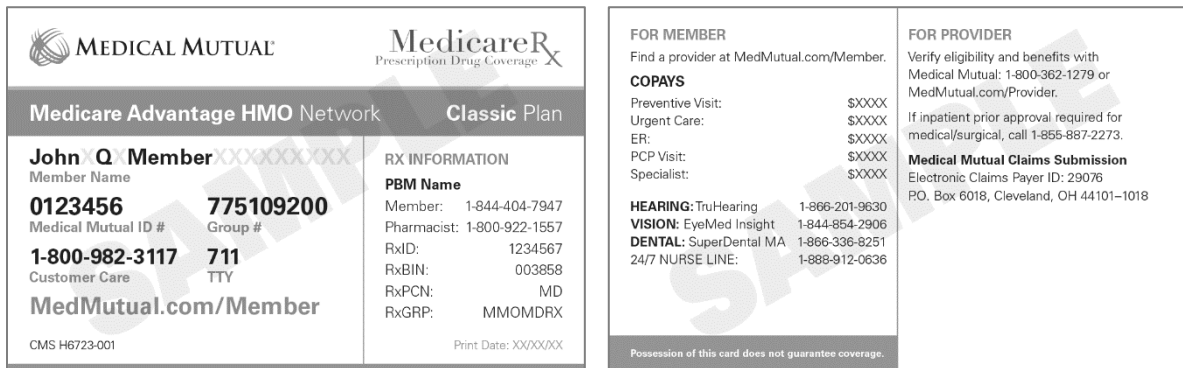 MEDICAL MUTUAL®
MedicareRx
Prescription Drug Coverage
Medicare Advantage HMO Network Classic Plan
John X Q X Member XXXXXXXXX
Member Name
0123456 775109200
Medical Mutual ID # Group #
1-800-982-3117 711
Customer Care TTY
MedMutual.com/Member
CMS H6723-001
RX INFORMATION
PBM Name
Member: 1-844-404-7947
Pharmacist: 1-800-922-1557
RxID: 1234567
RxBIN: 003858
RxPCN: MD
RxGRP: MMOMDRX
Print Date: XX/XX/XX
SAMPLE
FOR MEMBER
Find a provider at MedMutual.com/Member.
COPAYS
Preventive Visit: $XXXX
Urgent Care: $XXXX
ER: $XXXX
PCP Visit: $XXXX
Specialist: $XXXX
HEARING: TruHearing 1-866-201-9630
VISION: EyeMed Insight 1-844-854-2906
DENTAL: SuperDental MA 1-866-336-8251
24/7 NURSE LINE: 1-888-912-0636
Possession of this card does not guarantee coverage.
FOR PROVIDER
Verify eligibility and benefits with
Medical Mutual: 1-800-362-1279 or
MedMutual.com/Provider.
If inpatient prior approval required for
medical/surgical, call 1-855-887-2273.
Medical Mutual Claims Submission
Electronic Claims Payer ID: 29076
P.O. Box 6018, Cleveland, OH 44101–1018
SAMPLE